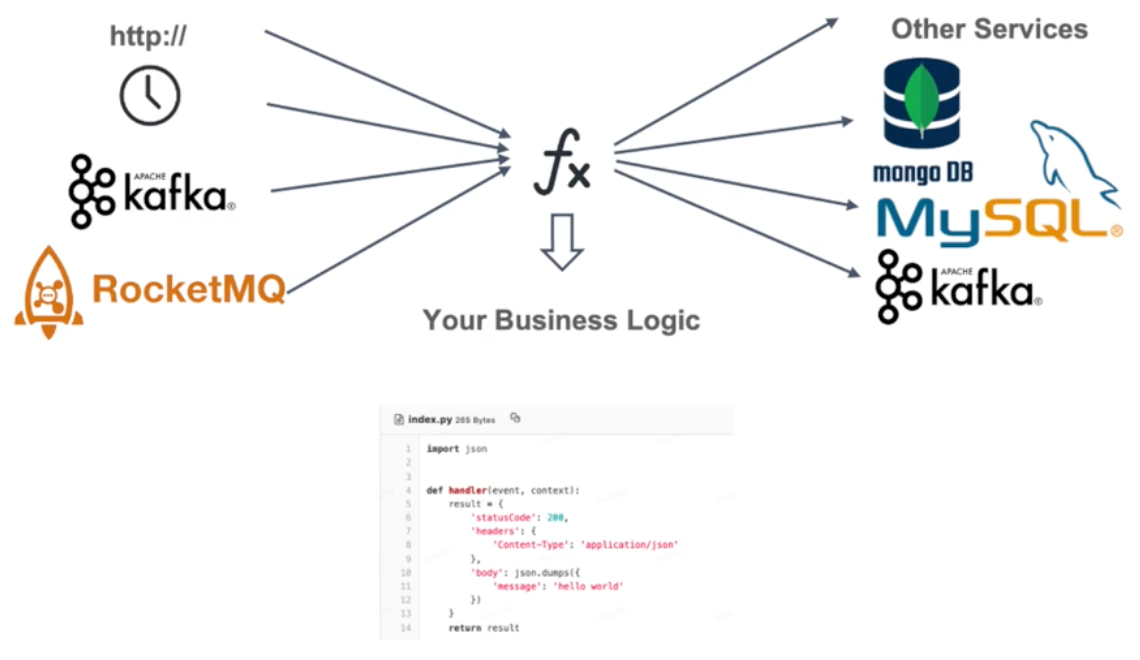 http://
APACHE
kafka®
RocketMQ
fx
Your Business Logic
Other Services
mongo DB
MySQL®
APACHE
kafka®
index.py 265 Bytes
1 import json
2
3
4 def handler(event, context):
5     result = {
6         'statusCode': 200,
7         'headers': {
8             'Content-Type': 'application/json'
9         },
10         'body': json.dumps({
11             'message': 'hello world'
12         })
13     }
14     return result